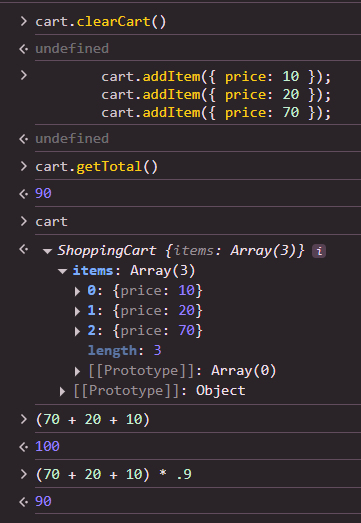 > cart.clearCart()
< undefined
> cart.addItem({ price: 10 });
cart.addItem({ price: 20 });
cart.addItem({ price: 70 });
< undefined
> cart.getTotal()
< 90
> cart
< ▼ ShoppingCart {items: Array(3)} i
▼ items: Array(3)
▶ 0: {price: 10}
▶ 1: {price: 20}
▶ 2: {price: 70}
length: 3
▶ [[Prototype]]: Array(0)
▶ [[Prototype]]: Object
> (70 + 20 + 10)
< 100
> (70 + 20 + 10) * .9
< 90